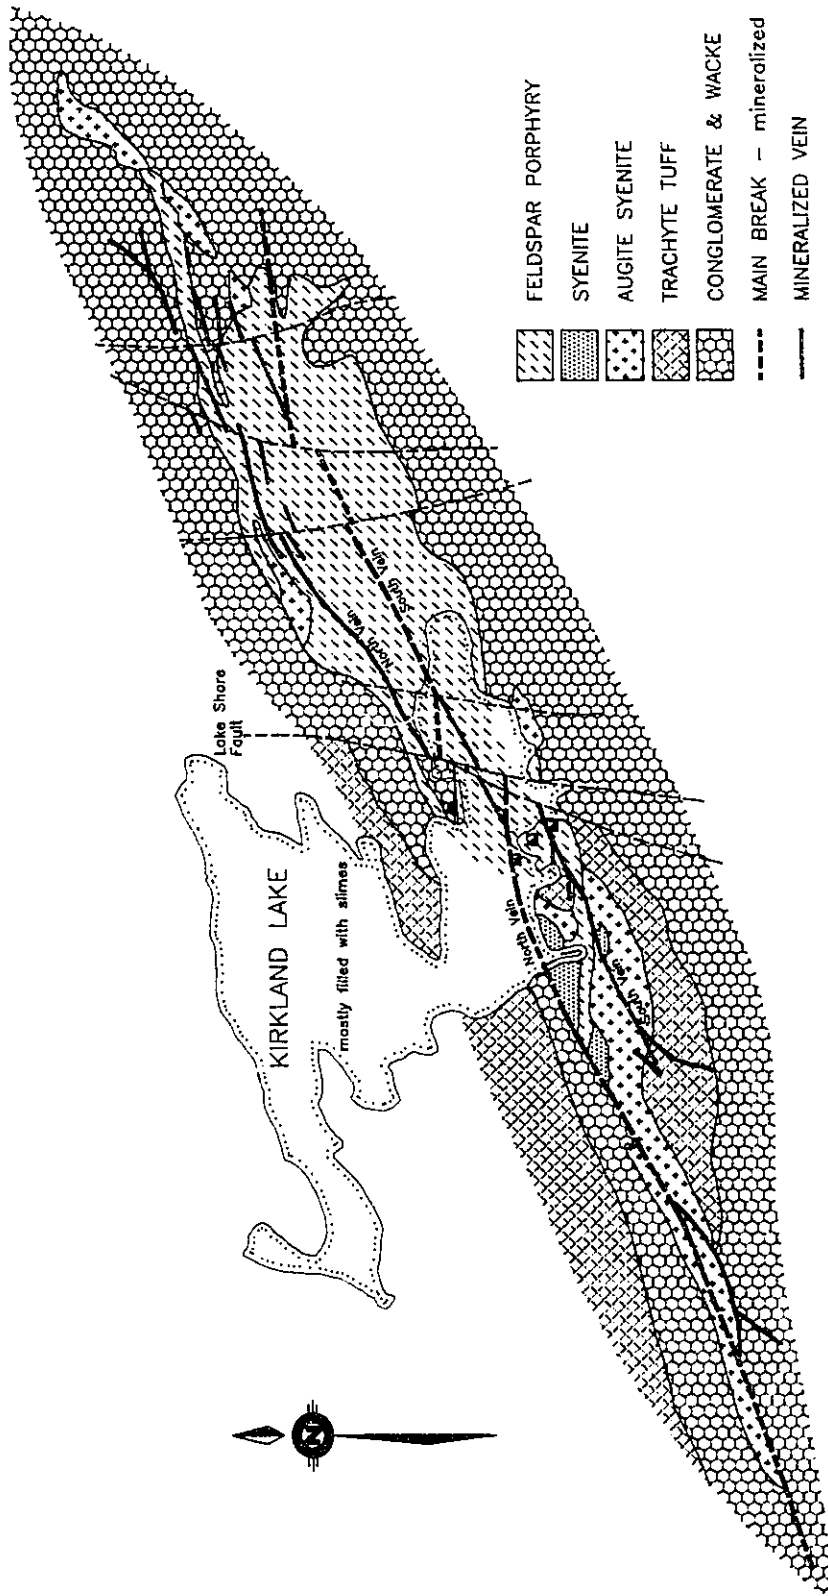 Lake Shore
Fault
KIRKLAND LAKE
mostly filled with slimes
N
North Vein
South Vein
North Vein
South Vein
FELDSPAR PORPHYRY
SYENITE
AUGITE SYENITE
TRACHYTE TUFF
CONGLOMERATE & WACKE
MAIN BREAK - mineralized
MINERALIZED VEIN